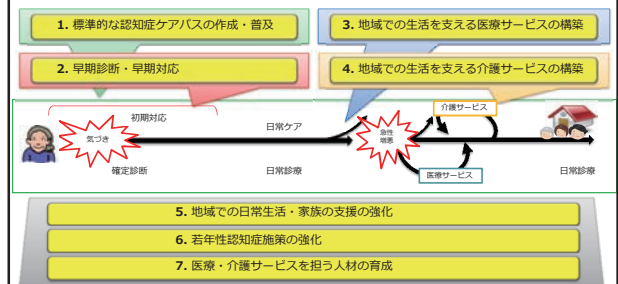 1. 標準的な認知症ケアパスの作成・普及
3. 地域での生活を支える医療サービスの構築
2. 早期診断・早期対応
4. 地域での生活を支える介護サービスの構築
初期対応
日常ケア
介護サービス
気づき
急性
増悪
確定診断
日常診療
医療サービス
日常診療
5. 地域での日常生活・家族の支援の強化
6. 若年性認知症施策の強化
7. 医療・介護サービスを担う人材の育成